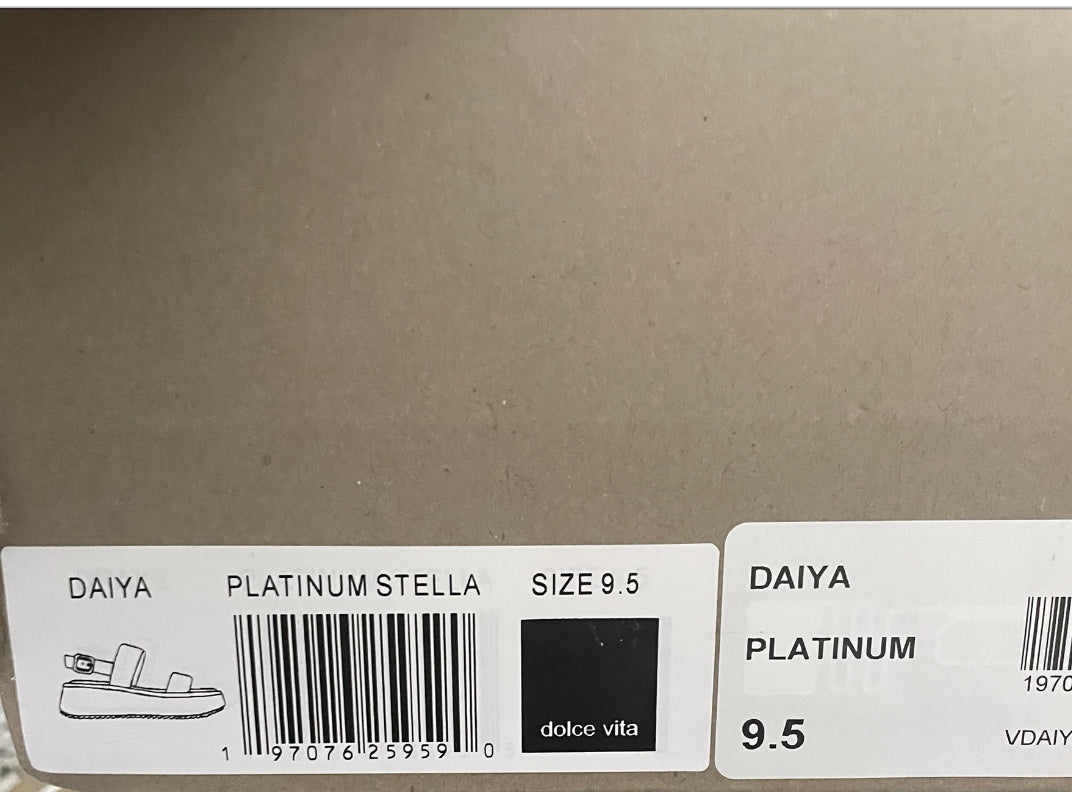 DAIYA PLATINUM STELLA SIZE 9.5
dolce vita
1 97076 25959 0
DAIYA
PLATINUM
1970
9.5
VDAIY